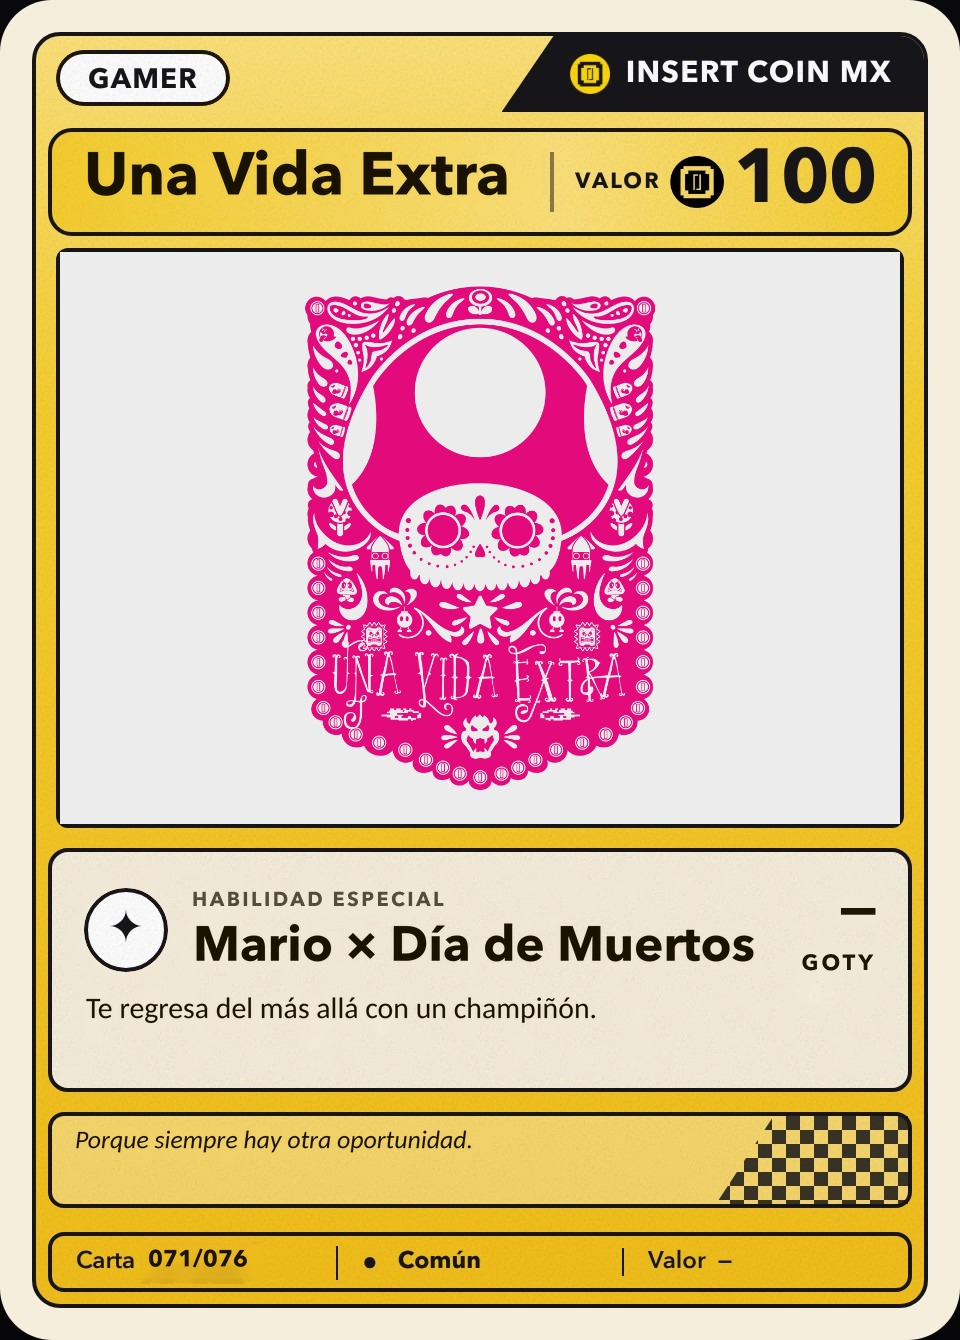 GAMER
INSERT COIN MX
Una Vida Extra
VALOR 100
UNA VIDA EXTRA
HABILIDAD ESPECIAL
Mario × Día de Muertos
—
GOTY
Te regresa del más allá con un champiñón.
Porque siempre hay otra oportunidad.
Carta 071/076
● Común
Valor –